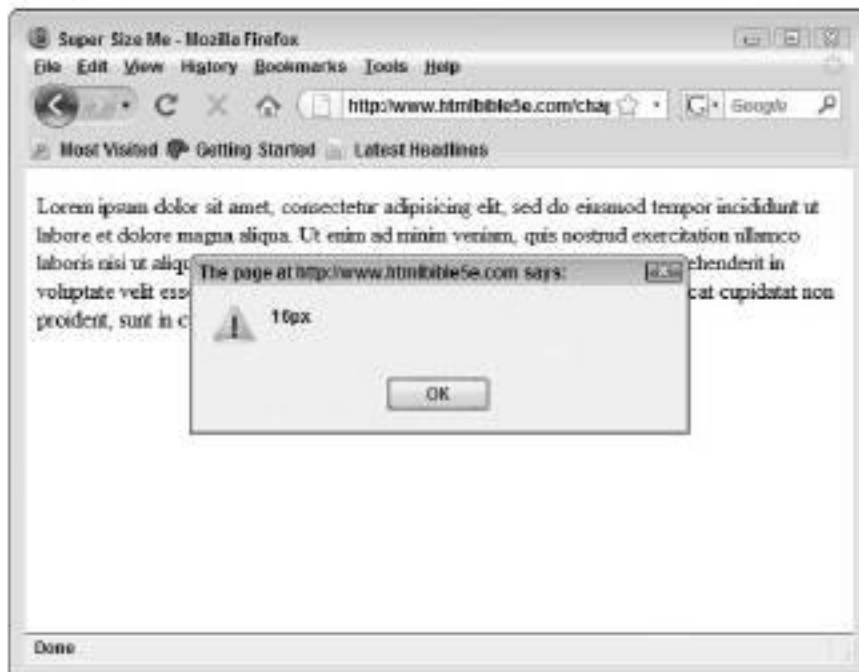 Super Size Me - Mozilla Firefox
File Edit View History Bookmarks Tools Help
http://www.htmlbible5e.com/chap
Google
Most Visited Getting Started Latest Headlines
Lorem ipsum dolor sit amet, consectetur adipisicing elit, sed do eiusmod tempor incididunt ut
labore et dolore magna aliqua. Ut enim ad minim veniam, quis nostrud exercitation ullamco
laboris nisi ut aliqu
ehenderit in
voluptate velit ess
cat cupidatat non
proident, sunt in c
The page at http://www.htmlbible5e.com says:
16px
OK
Done